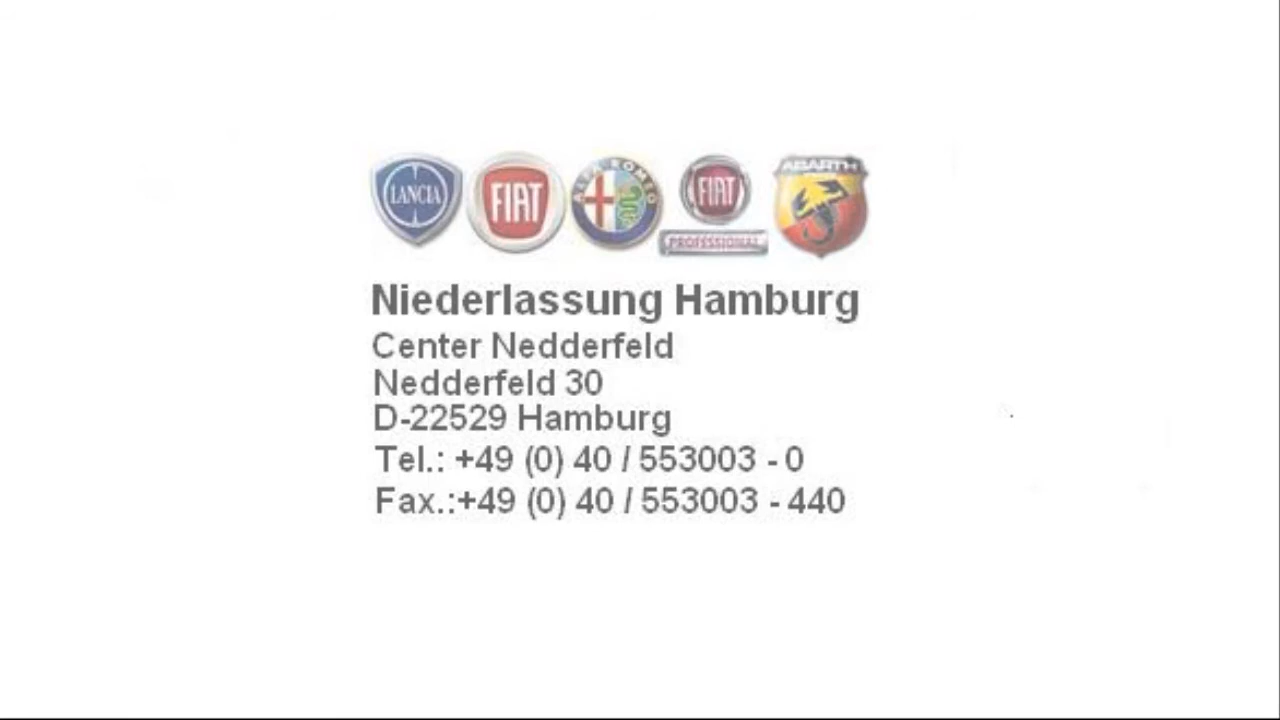 LANCIA FIAT ALFA ROMEO FIAT ABARTH
PROFESSIONAL
Niederlassung Hamburg
Center Nedderfeld
Nedderfeld 30
D-22529 Hamburg
Tel.: +49 (0) 40 / 553003 - 0
Fax.:+49 (0) 40 / 553003 - 440